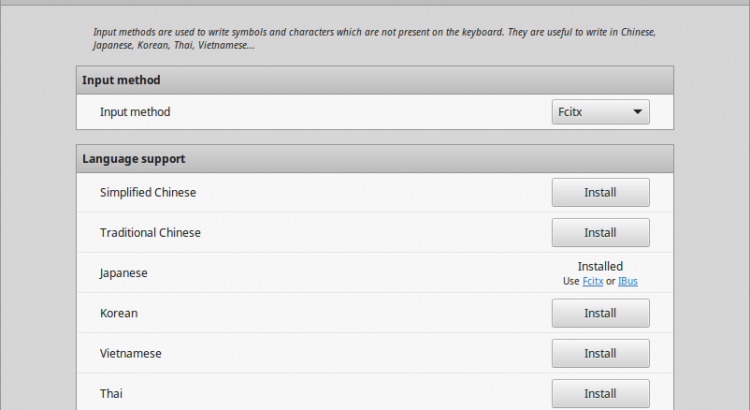 Input methods are used to write symbols and characters which are not present on the keyboard. They are useful to write in Chinese,
Japanese, Korean, Thai, Vietnamese...
Input method
Input method Fcitx
Language support
Simplified Chinese Install
Traditional Chinese Install
Japanese Installed
Use Fcitx or IBus
Korean Install
Vietnamese Install
Thai Install